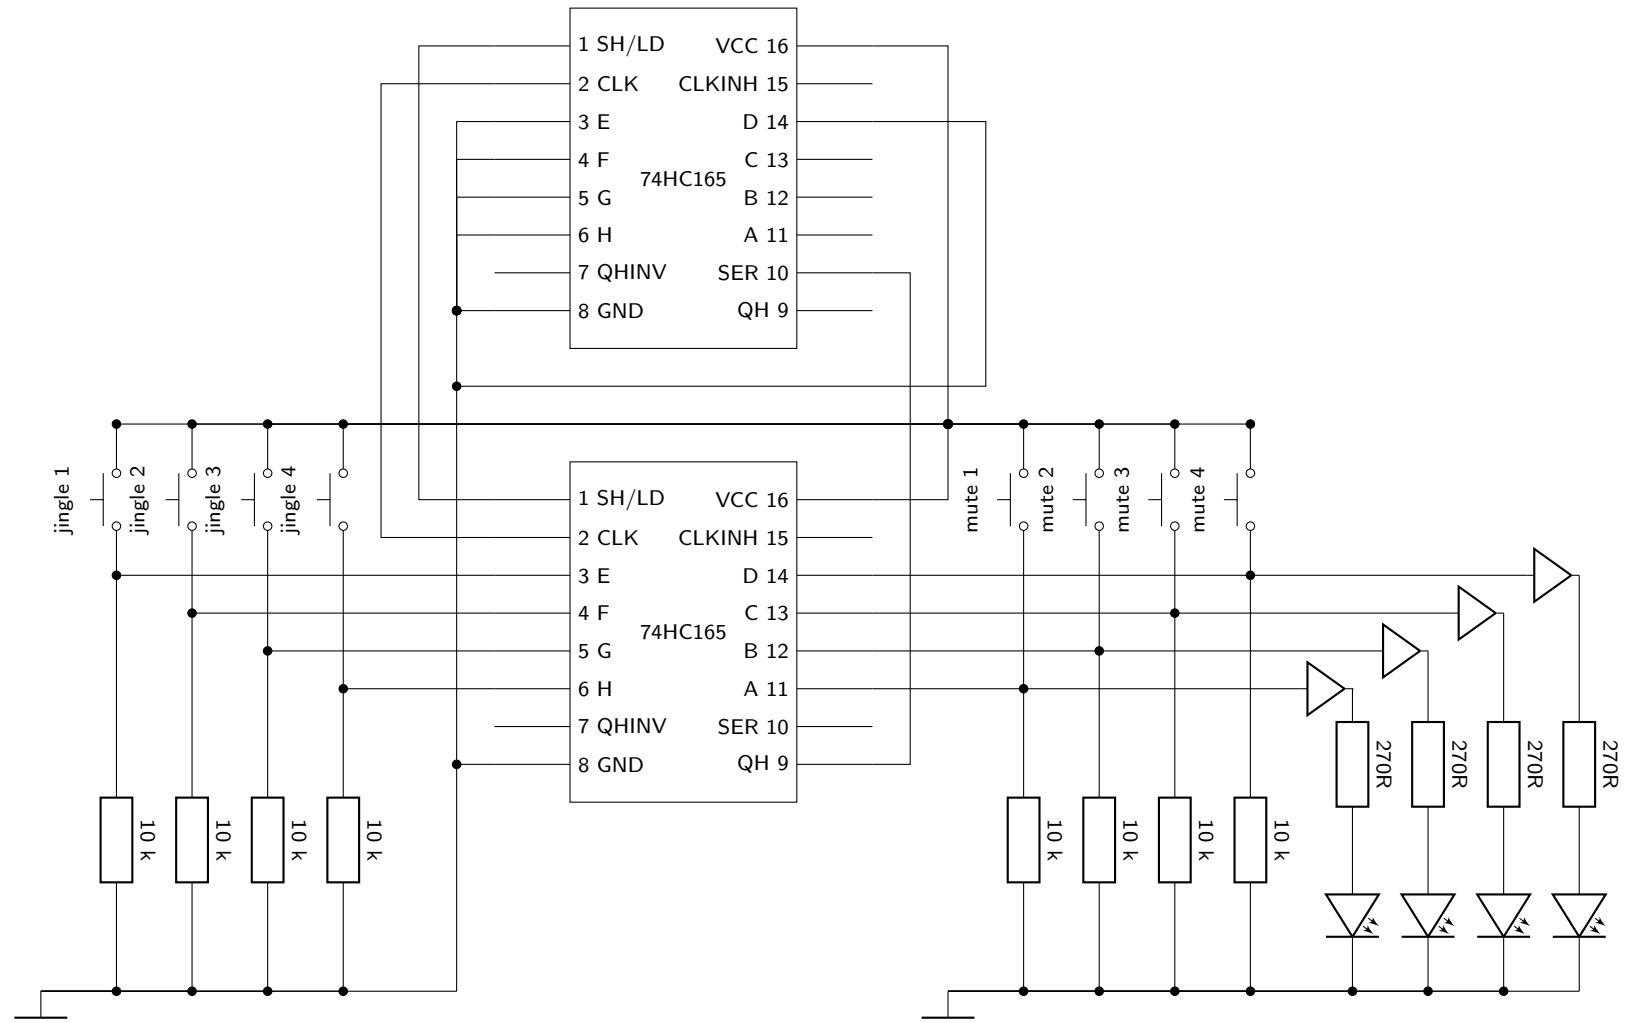 1 SH/LD VCC 16
2 CLK CLKINH 15
3 E D 14
4 F C 13
74HC165
5 G B 12
6 H A 11
7 QHINV SER 10
8 GND QH 9
jingle 1
jingle 2
jingle 3
jingle 4
1 SH/LD VCC 16
2 CLK CLKINH 15
3 E D 14
4 F C 13
74HC165
5 G B 12
6 H A 11
7 QHINV SER 10
8 GND QH 9
mute 1
mute 2
mute 3
mute 4
270R
270R
270R
270R
10 k
10 k
10 k
10 k
10 k
10 k
10 k
10 k